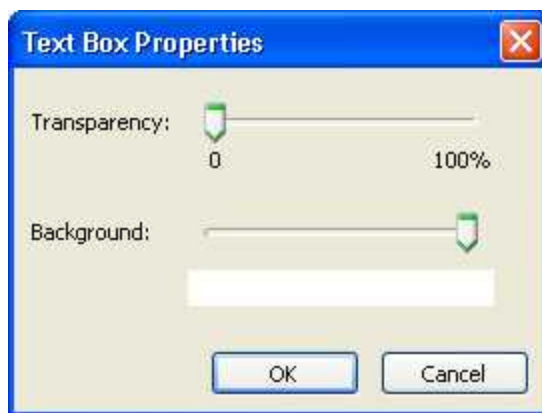 Text Box Properties
Transparency:
0 100%
Background:
OK Cancel